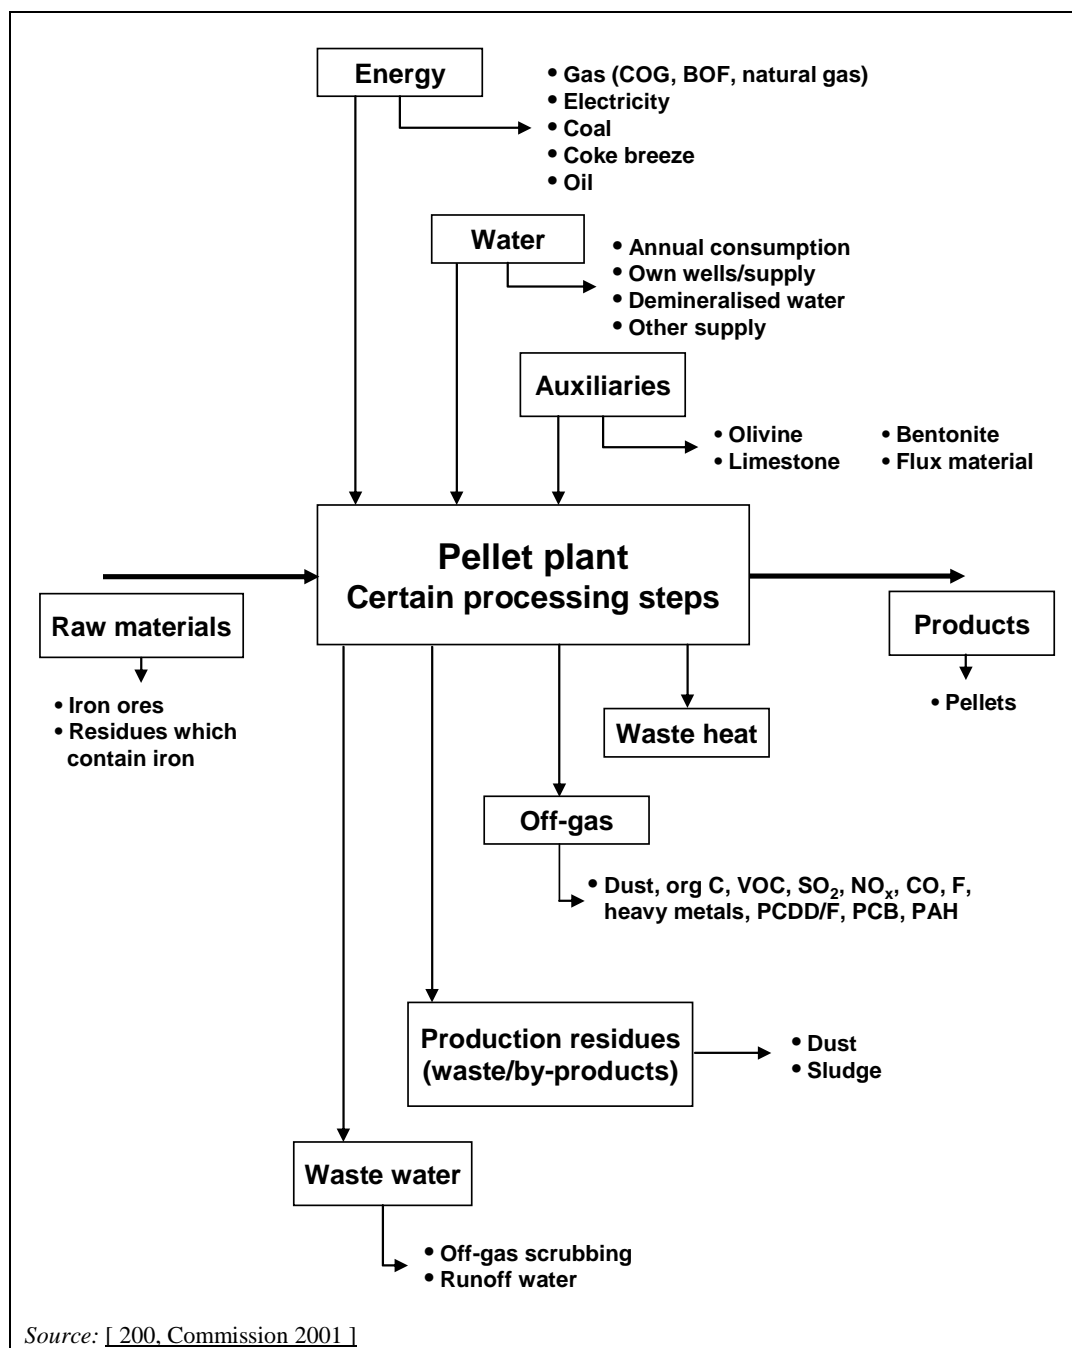 Energy
• Gas (COG, BOF, natural gas)
• Electricity
• Coal
• Coke breeze
• Oil
Water
• Annual consumption
• Own wells/supply
• Demineralised water
• Other supply
Auxiliaries
• Olivine • Bentonite
• Limestone • Flux material
Pellet plant
Certain processing steps
Raw materials
• Iron ores
• Residues which
contain iron
Products
• Pellets
Waste heat
Off-gas
• Dust, org C, VOC, SO₂, NOₓ, CO, F,
heavy metals, PCDD/F, PCB, PAH
Production residues
(waste/by-products)
• Dust
• Sludge
Waste water
• Off-gas scrubbing
• Runoff water
Source: [ 200, Commission 2001 ]